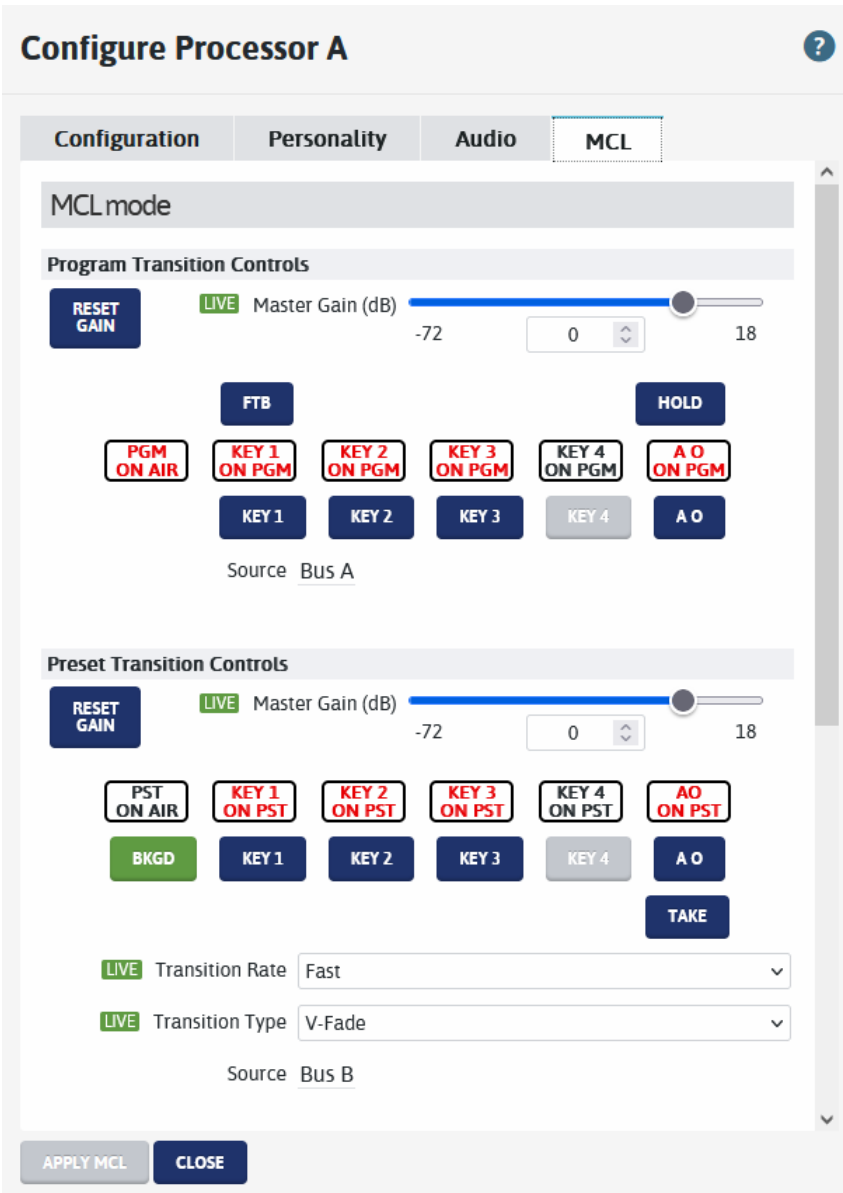 Configure Processor A
?
Configuration Personality Audio MCL
MCL mode
Program Transition Controls
RESET
GAIN
LIVE Master Gain (dB)
-72 0 18
FTB HOLD
PGM
ON AIR
KEY 1
ON PGM
KEY 2
ON PGM
KEY 3
ON PGM
KEY 4
ON PGM
A O
ON PGM
KEY 1 KEY 2 KEY 3 KEY 4 A O
Source Bus A
Preset Transition Controls
RESET
GAIN
LIVE Master Gain (dB)
-72 0 18
PST
ON AIR
KEY 1
ON PST
KEY 2
ON PST
KEY 3
ON PST
KEY 4
ON PST
AO
ON PST
BKGD KEY 1 KEY 2 KEY 3 KEY 4 A O
TAKE
LIVE Transition Rate Fast
LIVE Transition Type V-Fade
Source Bus B
APPLY MCL CLOSE